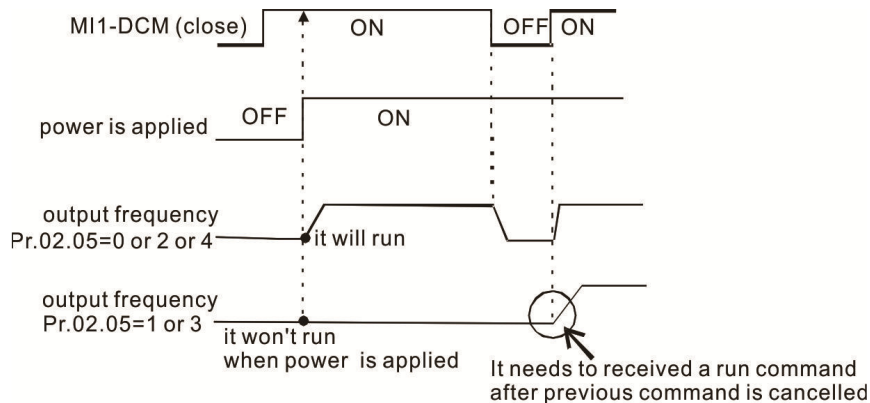 MI1-DCM (close)
ON
OFF
ON
power is applied
OFF
ON
output frequency
Pr.02.05=0 or 2 or 4
it will run
output frequency
Pr.02.05=1 or 3
it won't run
when power is applied
It needs to received a run command
after previous command is cancelled